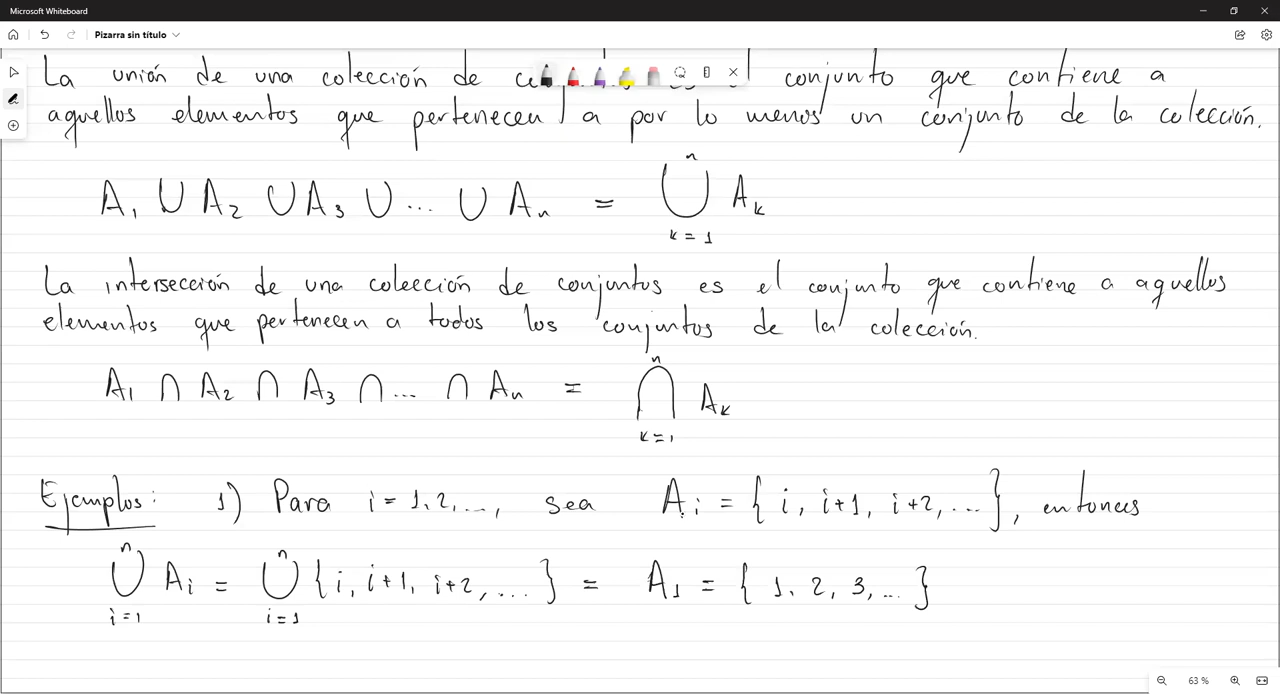 Microsoft Whiteboard
Pizarra sin título
La unión de una colección de es el conjunto que contiene a
aquellos elementos que pertenecen a por lo menos un conjunto de la colección.
A₁ ∪ A₂ ∪ A₃ ∪ ... ∪ Aₙ = ⋃ₖ₌₁ⁿ Aₖ
La intersección de una colección de conjuntos es el conjunto que contiene a aquellos
elementos que pertenecen a todos los conjuntos de la colección.
A₁ ∩ A₂ ∩ A₃ ∩ ... ∩ Aₙ = ⋂ₖ₌₁ⁿ Aₖ
Ejemplos: 1) Para i = 1, 2, ..., sea Aᵢ = { i, i+1, i+2, ... }, entonces
⋃ᵢ₌₁ⁿ Aᵢ = ⋃ᵢ₌₁ⁿ { i, i+1, i+2, ... } = A₁ = { 1, 2, 3, ... }
63 %